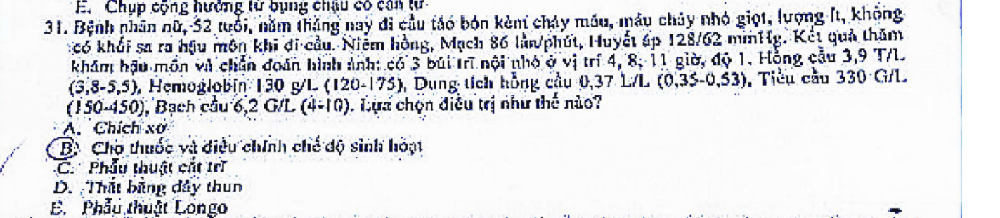 E. Chụp cộng hưởng từ bụng chậu có cản từ
31. Bệnh nhân nữ, 52 tuổi, năm tháng nay đi cầu táo bón kèm chảy máu, máu chảy nhỏ giọt, lượng ít, không
có khối sa ra hậu môn khi đi cầu. Niêm hồng, Mạch 86 lần/phút, Huyết áp 128/62 mmHg. Kết quả thăm
khám hậu môn và chẩn đoán hình ảnh: có 3 búi trĩ nội nhỏ ở vị trí 4, 8, 11 giờ, độ 1. Hồng cầu 3,9 T/L
(3,8-5,5), Hemoglobin 130 g/L (120-175), Dung tích hồng cầu 0,37 L/L (0,35-0,53), Tiểu cầu 330 G/L
(150-450), Bạch cầu 6,2 G/L (4-10). Lựa chọn điều trị như thế nào?
A. Chích xơ
B. Cho thuốc và điều chỉnh chế độ sinh hoạt
C. Phẫu thuật cắt trĩ
D. Thắt bằng dây thun
E. Phẫu thuật Longo